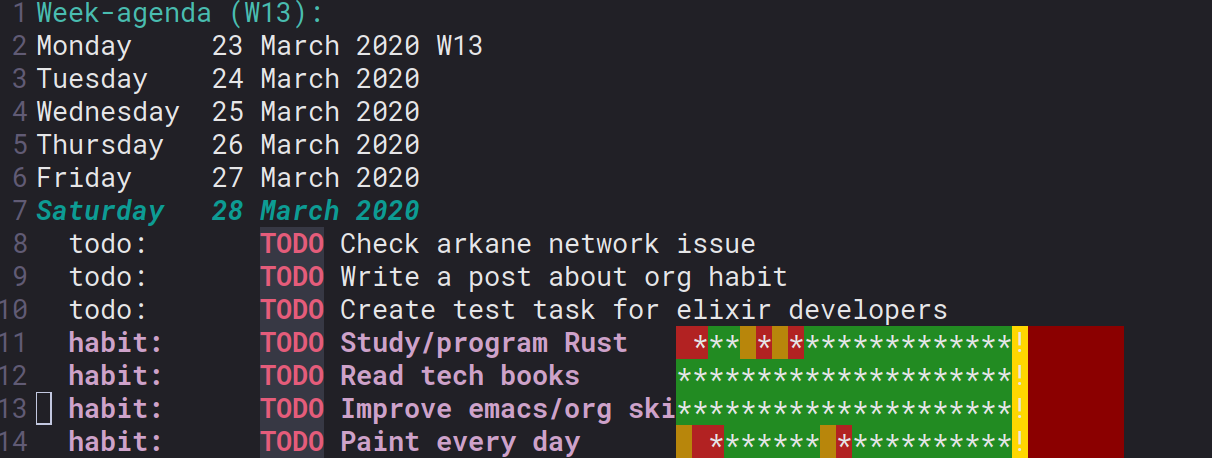 1 Week-agenda (W13):
2 Monday     23 March 2020 W13
3 Tuesday    24 March 2020
4 Wednesday  25 March 2020
5 Thursday   26 March 2020
6 Friday     27 March 2020
7 Saturday   28 March 2020
8   todo:       TODO Check arkane network issue
9   todo:       TODO Write a post about org habit
10   todo:       TODO Create test task for elixir developers
11   habit:      TODO Study/program Rust    *** * **************!
12   habit:      TODO Read tech books      *********************!
13   habit:      TODO Improve emacs/org ski*********************!
14   habit:      TODO Paint every day        ******* ***********!